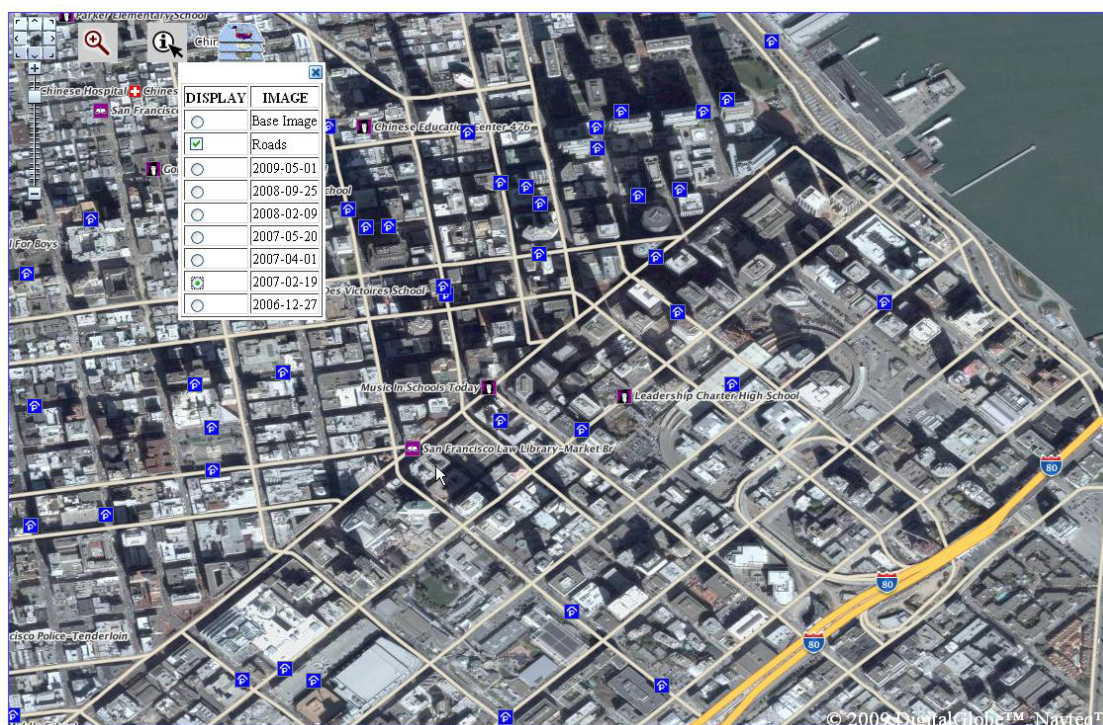 Parker Elementary School
Chin
Chinese Hospital
Chines
San Francisc
DISPLAY IMAGE
Base Image
Roads
2009-05-01
2008-09-25
2008-02-09
2007-05-20
2007-04-01
2007-02-19
2006-12-27
Chinese Education Center 476
Go
School
l For Boys
Des Victoires School
Music In Schools Today
Leadership Charter High School
San Francisco Law Library-Market Br
80
80
80
cisco Police-Tenderloin
© 2009 DigitalGlobe™ Navteq